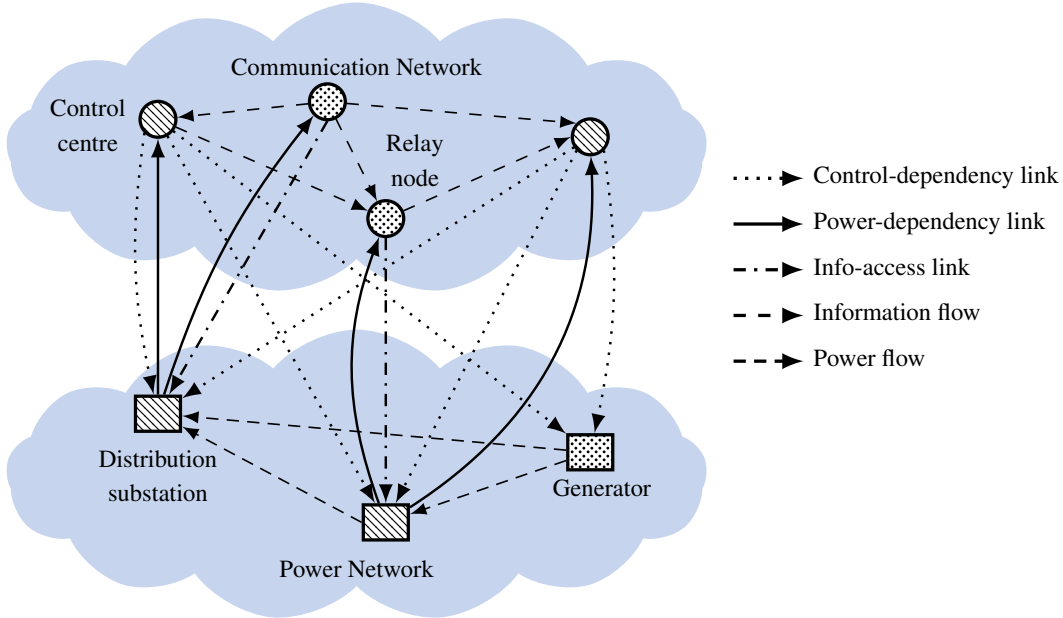 Communication Network
Control
centre
Relay
node
Control-dependency link
Power-dependency link
Info-access link
Information flow
Power flow
Distribution
substation
Generator
Power Network